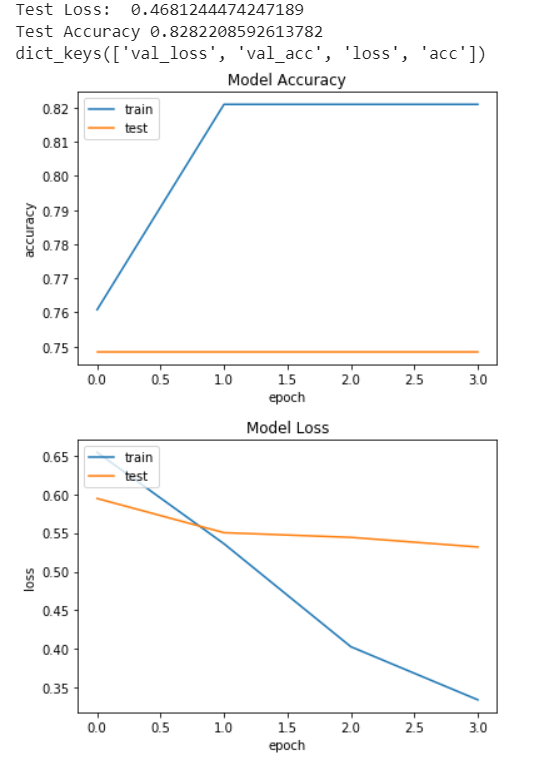 Test Loss:  0.4681244474247189
Test Accuracy 0.8282208592613782
dict_keys(['val_loss', 'val_acc', 'loss', 'acc'])
Model Accuracy
train
test
0.82
0.81
0.80
0.79
0.78
0.77
0.76
0.75
accuracy
0.0 0.5 1.0 1.5 2.0 2.5 3.0
epoch
Model Loss
train
test
0.65
0.60
0.55
0.50
0.45
0.40
0.35
loss
0.0 0.5 1.0 1.5 2.0 2.5 3.0
epoch